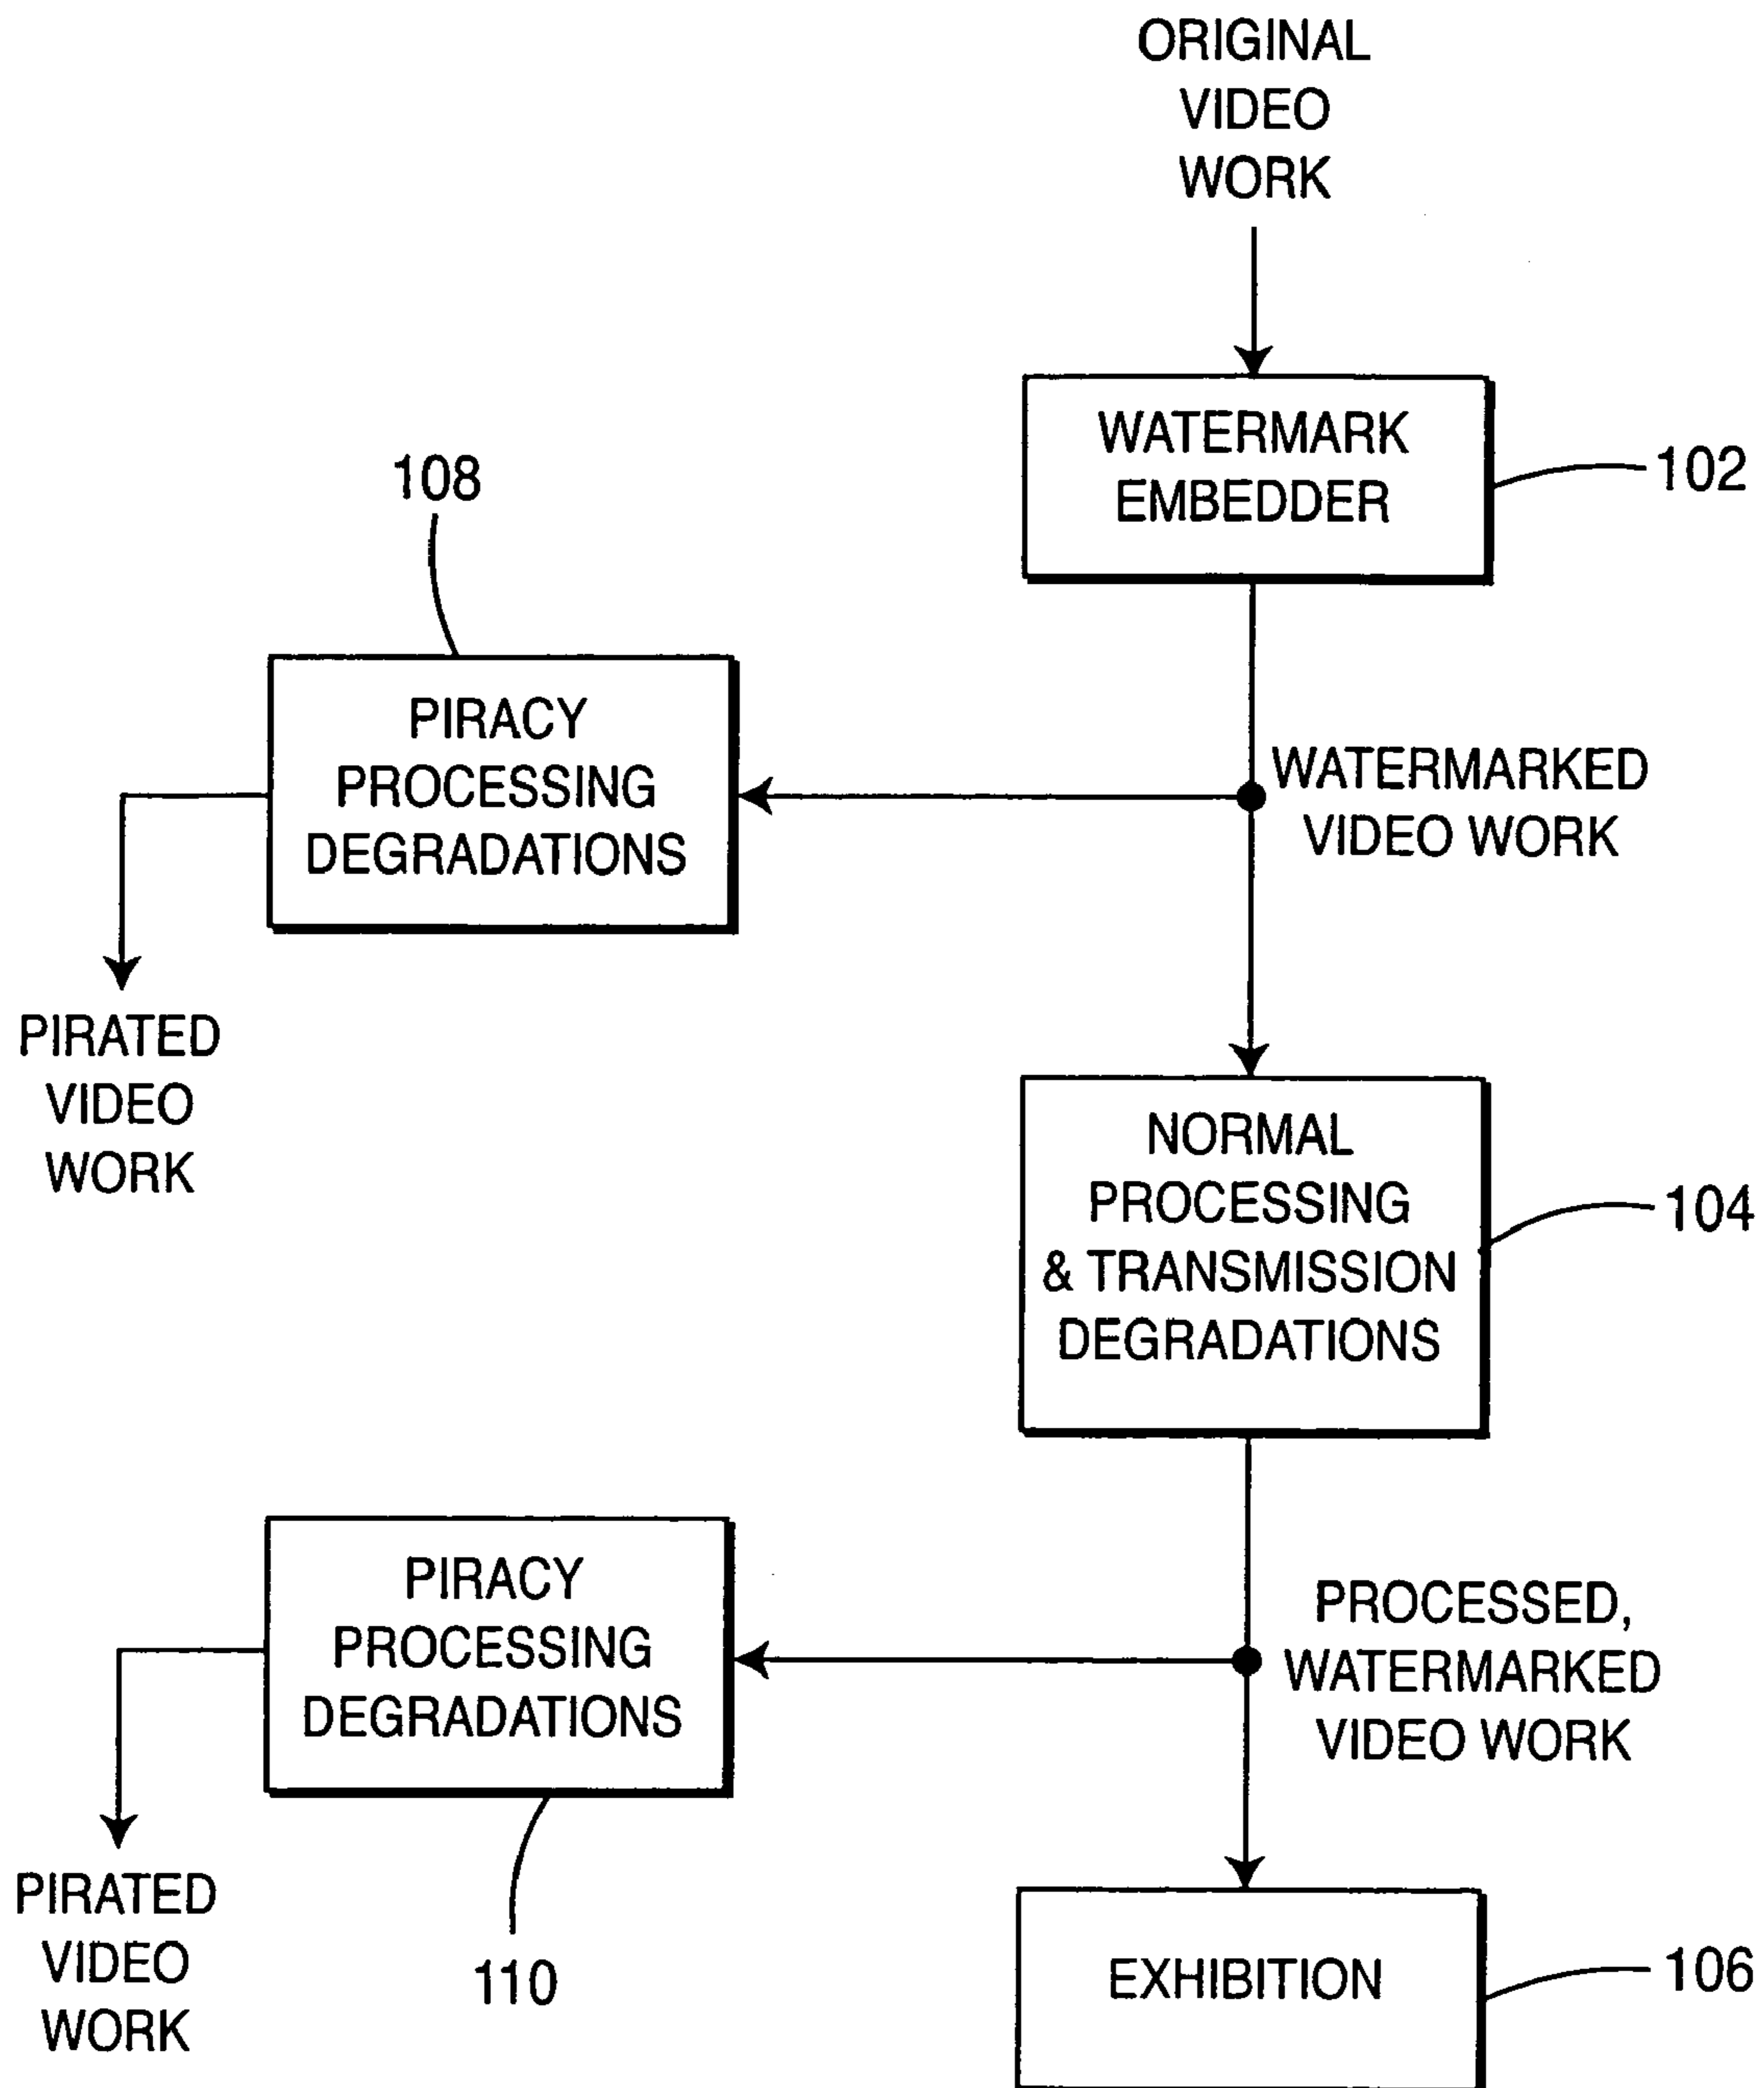 ORIGINAL
VIDEO
WORK
WATERMARK
EMBEDDER
102
108
PIRACY
PROCESSING
DEGRADATIONS
WATERMARKED
VIDEO WORK
PIRATED
VIDEO
WORK
NORMAL
PROCESSING
& TRANSMISSION
DEGRADATIONS
104
PIRACY
PROCESSING
DEGRADATIONS
PROCESSED,
WATERMARKED
VIDEO WORK
PIRATED
VIDEO
WORK
110
EXHIBITION
106